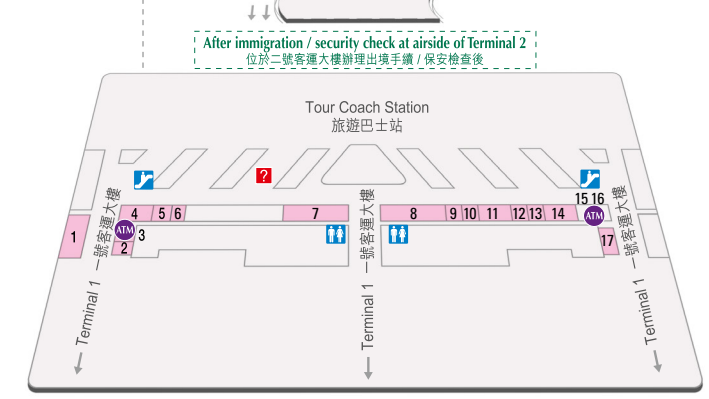 After immigration / security check at airside of Terminal 2
位於二號客運大樓辦理出境手續 / 保安檢查後
Tour Coach Station
旅遊巴士站
?
15 16
4 5 6 7 8 9 10 11 12 13 14 ATM
1 ATM 3 17
2
Terminal 1 一號客運大樓
Terminal 1 一號客運大樓
Terminal 1 一號客運大樓